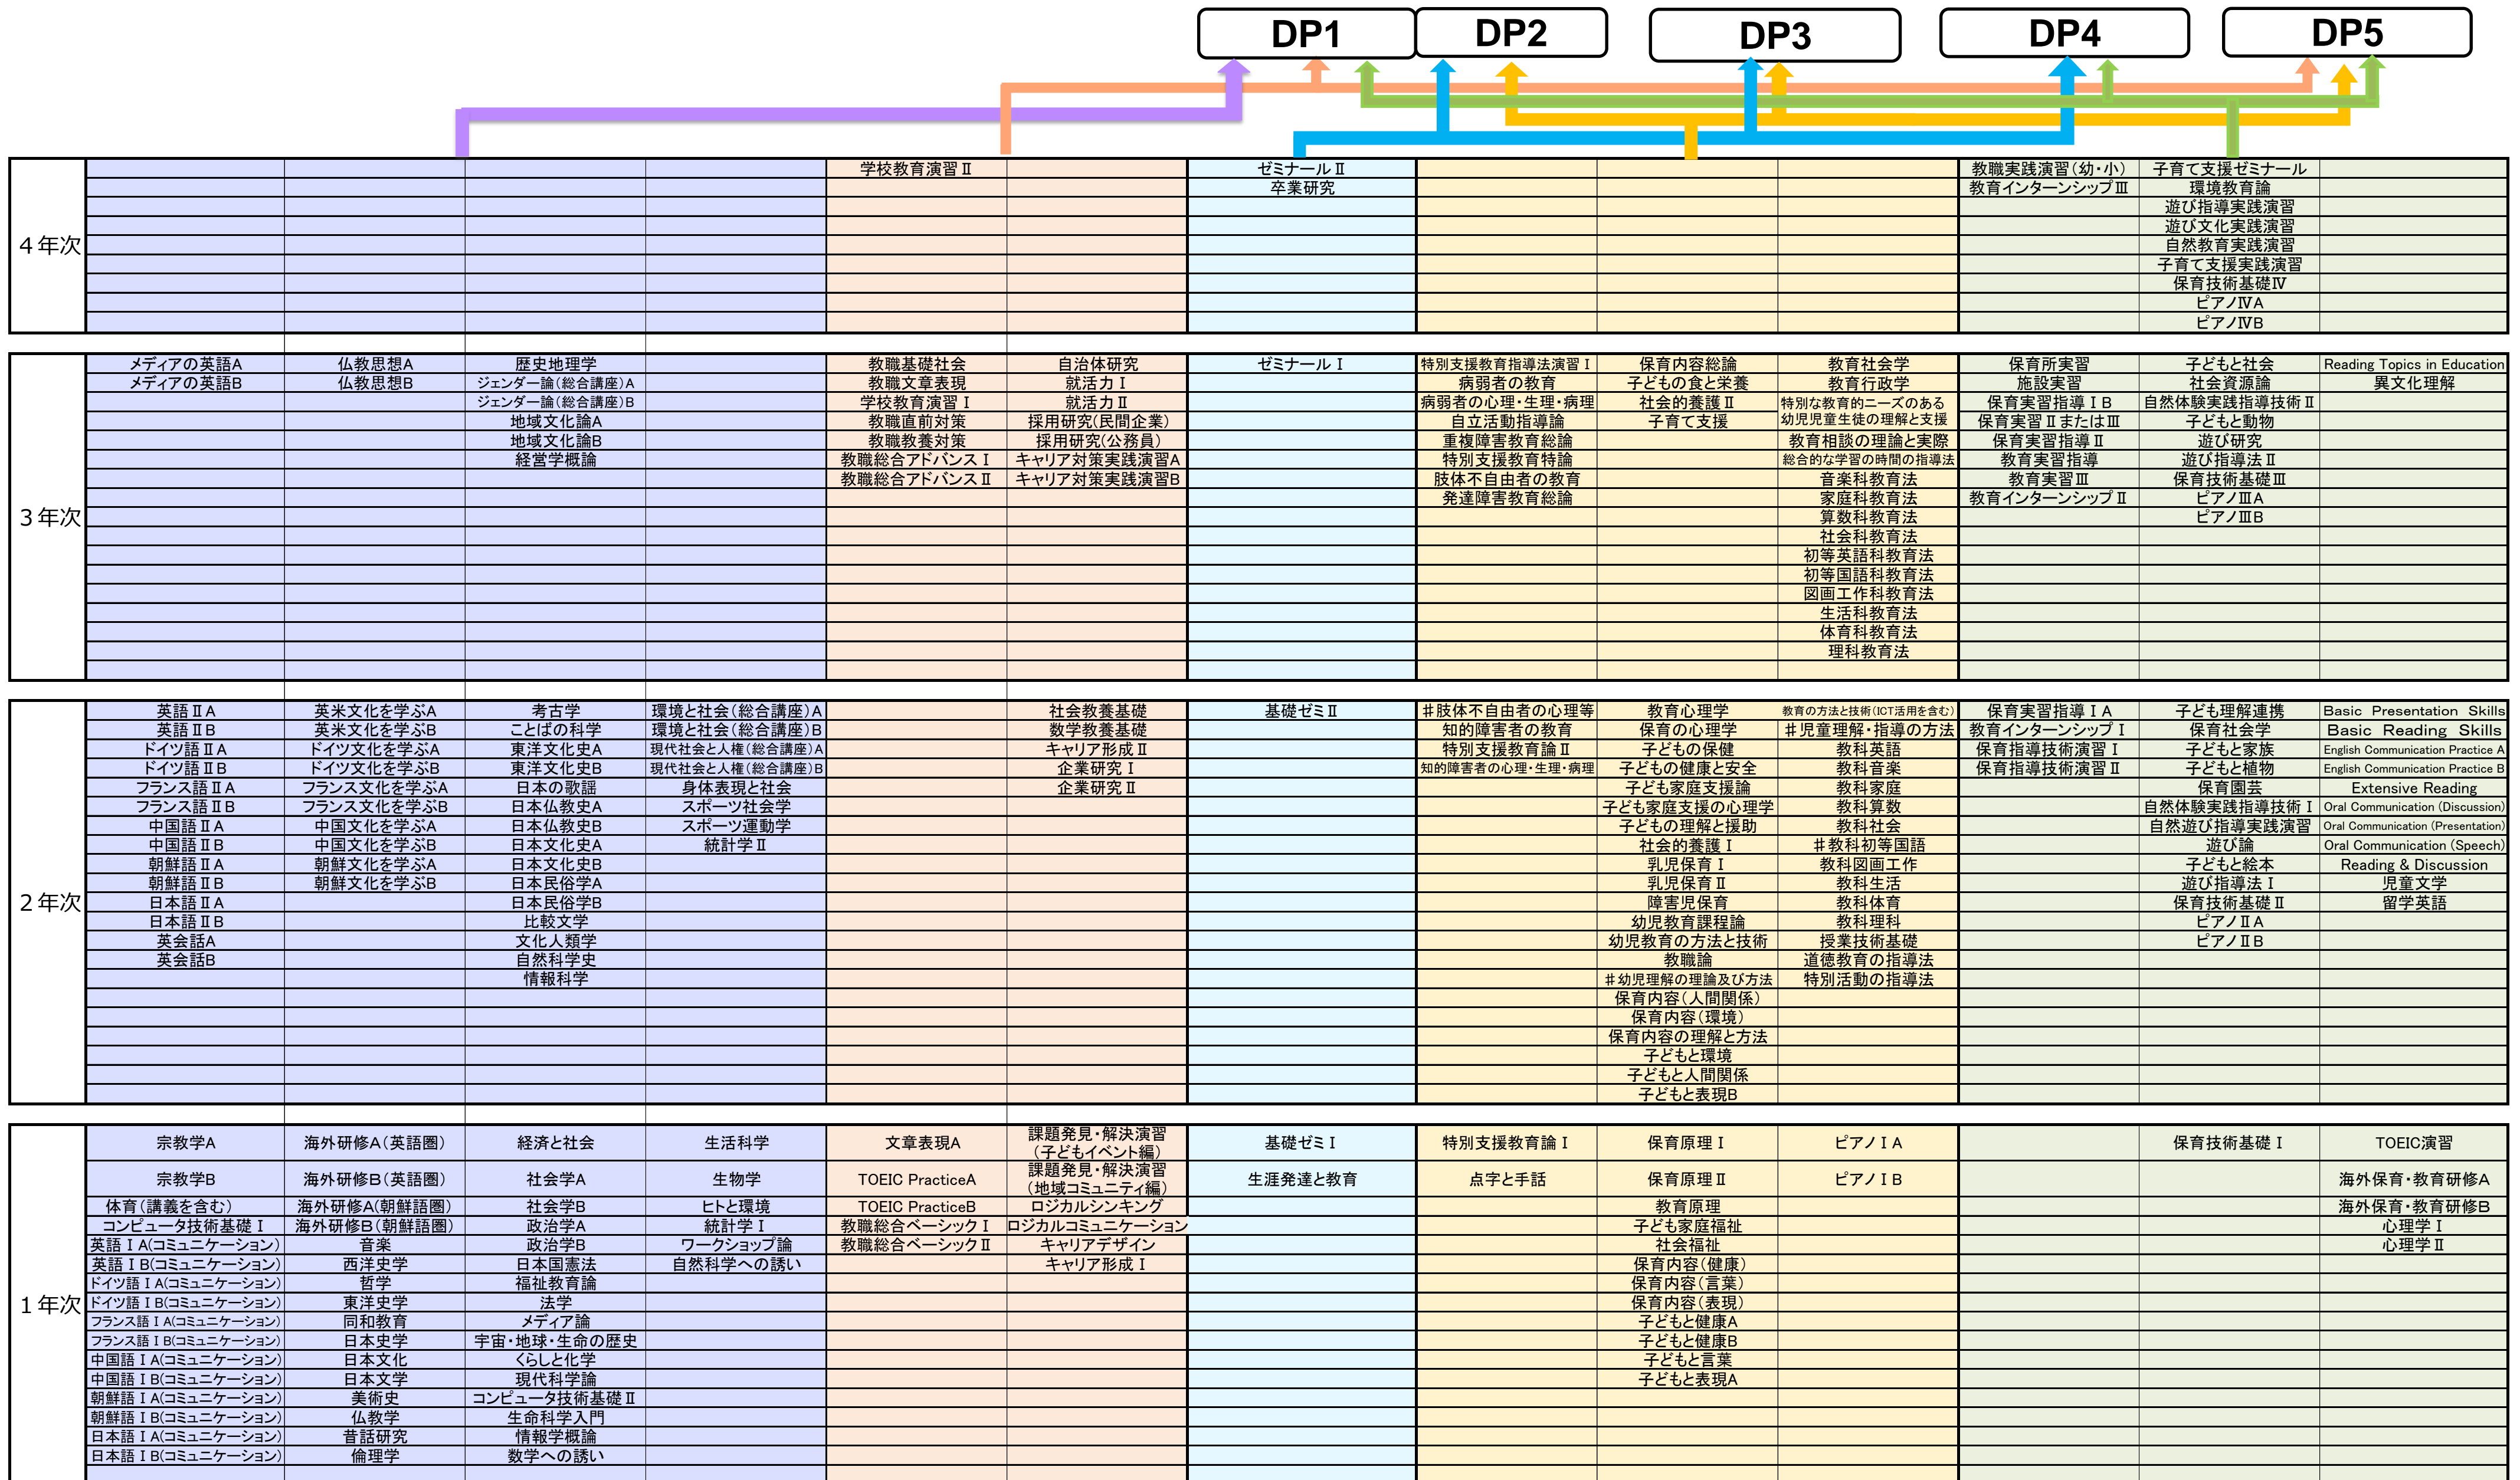 DP1 DP2 DP3 DP4 DP5
４年次
学校教育演習Ⅱ ゼミナールⅡ 教職実践演習（幼・小） 子育て支援ゼミナール
卒業研究 教育インターンシップⅢ 環境教育論
遊び指導実践演習
遊び文化実践演習
自然教育実践演習
子育て支援実践演習
保育技術基礎Ⅳ
ピアノⅣA
ピアノⅣB
３年次
メディアの英語A 仏教思想A 歴史地理学 教職基礎社会 自治体研究 ゼミナールⅠ 特別支援教育指導法演習Ⅰ 保育内容総論 教育社会学 保育所実習 子どもと社会 Reading Topics in Education
メディアの英語B 仏教思想B ジェンダー論（総合講座）A 教職文章表現 就活力Ⅰ 病弱者の教育 子どもの食と栄養 教育行政学 施設実習 社会資源論 異文化理解
ジェンダー論（総合講座）B 学校教育演習Ⅰ 就活力Ⅱ 病弱者の心理・生理・病理 社会的養護Ⅱ 特別な教育的ニーズのある 保育実習指導ⅠB 自然体験実践指導技術Ⅱ
地域文化論A 教職直前対策 採用研究(民間企業) 自立活動指導論 子育て支援 幼児児童生徒の理解と支援 保育実習ⅡまたはⅢ 子どもと動物
地域文化論B 教職教養対策 採用研究(公務員) 重複障害教育総論 教育相談の理論と実際 保育実習指導Ⅱ 遊び研究
経営学概論 教職総合アドバンスⅠ キャリア対策実践演習A 特別支援教育特論 総合的な学習の時間の指導法 教育実習指導 遊び指導法Ⅱ
教職総合アドバンスⅡ キャリア対策実践演習B 肢体不自由者の教育 音楽科教育法 教育実習Ⅲ 保育技術基礎Ⅲ
発達障害教育総論 家庭科教育法 教育インターンシップⅡ ピアノⅢA
算数科教育法 ピアノⅢB
社会科教育法
初等英語科教育法
初等国語科教育法
図画工作科教育法
生活科教育法
体育科教育法
理科教育法
２年次
英語ⅡA 英米文化を学ぶA 考古学 環境と社会（総合講座）A 社会教養基礎 基礎ゼミⅡ ♯肢体不自由者の心理等 教育心理学 教育の方法と技術（ICT活用を含む） 保育実習指導ⅠA 子ども理解連携 Basic Presentation Skills
英語ⅡB 英米文化を学ぶB ことばの科学 環境と社会（総合講座）B 数学教養基礎 知的障害者の教育 保育の心理学 ♯児童理解・指導の方法 教育インターンシップⅠ 保育社会学 Basic Reading Skills
ドイツ語ⅡA ドイツ文化を学ぶA 東洋文化史A 現代社会と人権（総合講座）A キャリア形成Ⅱ 特別支援教育論Ⅱ 子どもの保健 教科英語 保育指導技術演習Ⅰ 子どもと家族 English Communication Practice A
ドイツ語ⅡB ドイツ文化を学ぶB 東洋文化史B 現代社会と人権（総合講座）B 企業研究Ⅰ 知的障害者の心理・生理・病理 子どもの健康と安全 教科音楽 保育指導技術演習Ⅱ 子どもと植物 English Communication Practice B
フランス語ⅡA フランス文化を学ぶA 日本の歌謡 身体表現と社会 企業研究Ⅱ 子ども家庭支援論 教科家庭 保育園芸 Extensive Reading
フランス語ⅡB フランス文化を学ぶB 日本仏教史A スポーツ社会学 子ども家庭支援の心理学 教科算数 自然体験実践指導技術Ⅰ Oral Communication (Discussion)
中国語ⅡA 中国文化を学ぶA 日本仏教史B スポーツ運動学 子どもの理解と援助 教科社会 自然遊び指導実践演習 Oral Communication (Presentation)
中国語ⅡB 中国文化を学ぶB 日本文化史A 統計学Ⅱ 社会的養護Ⅰ ♯教科初等国語 遊び論 Oral Communication (Speech)
朝鮮語ⅡA 朝鮮文化を学ぶA 日本文化史B 乳児保育Ⅰ 教科図画工作 子どもと絵本 Reading & Discussion
朝鮮語ⅡB 朝鮮文化を学ぶB 日本民俗学A 乳児保育Ⅱ 教科生活 遊び指導法Ⅰ 児童文学
日本語ⅡA 日本民俗学B 障害児保育 教科体育 保育技術基礎Ⅱ 留学英語
日本語ⅡB 比較文学 幼児教育課程論 教科理科 ピアノⅡA
英会話A 文化人類学 幼児教育の方法と技術 授業技術基礎 ピアノⅡB
英会話B 自然科学史 教職論 道徳教育の指導法
情報科学 ♯幼児理解の理論及び方法 特別活動の指導法
保育内容（人間関係）
保育内容（環境）
保育内容の理解と方法
子どもと環境
子どもと人間関係
子どもと表現B
１年次
宗教学A 海外研修A（英語圏） 経済と社会 生活科学 文章表現A 課題発見・解決演習（子どもイベント編） 基礎ゼミⅠ 特別支援教育論Ⅰ 保育原理Ⅰ ピアノⅠA 保育技術基礎Ⅰ TOEIC演習
宗教学B 海外研修B（英語圏） 社会学A 生物学 TOEIC PracticeA 課題発見・解決演習（地域コミュニティ編） 生涯発達と教育 点字と手話 保育原理Ⅱ ピアノⅠB 海外保育・教育研修A
体育（講義を含む） 海外研修A(朝鮮語圏) 社会学B ヒトと環境 TOEIC PracticeB ロジカルシンキング 教育原理 海外保育・教育研修B
コンピュータ技術基礎Ⅰ 海外研修B（朝鮮語圏） 政治学A 統計学Ⅰ 教職総合ベーシックⅠ ロジカルコミュニケーション 子ども家庭福祉 心理学Ⅰ
英語ⅠA(コミュニケーション) 音楽 政治学B ワークショップ論 教職総合ベーシックⅡ キャリアデザイン 社会福祉 心理学Ⅱ
英語ⅠB(コミュニケーション) 西洋史学 日本国憲法 自然科学への誘い キャリア形成Ⅰ 保育内容（健康）
ドイツ語ⅠA(コミュニケーション) 哲学 福祉教育論 保育内容（言葉）
ドイツ語ⅠB(コミュニケーション) 東洋史学 法学 保育内容（表現）
フランス語ⅠA(コミュニケーション) 同和教育 メディア論 子どもと健康A
フランス語ⅠB(コミュニケーション) 日本史学 宇宙・地球・生命の歴史 子どもと健康B
中国語ⅠA(コミュニケーション) 日本文化 くらしと化学 子どもと言葉
中国語ⅠB(コミュニケーション) 日本文学 現代科学論 子どもと表現A
朝鮮語ⅠA(コミュニケーション) 美術史 コンピュータ技術基礎Ⅱ
朝鮮語ⅠB(コミュニケーション) 仏教学 生命科学入門
日本語ⅠA(コミュニケーション) 昔話研究 情報学概論
日本語ⅠB(コミュニケーション) 倫理学 数学への誘い